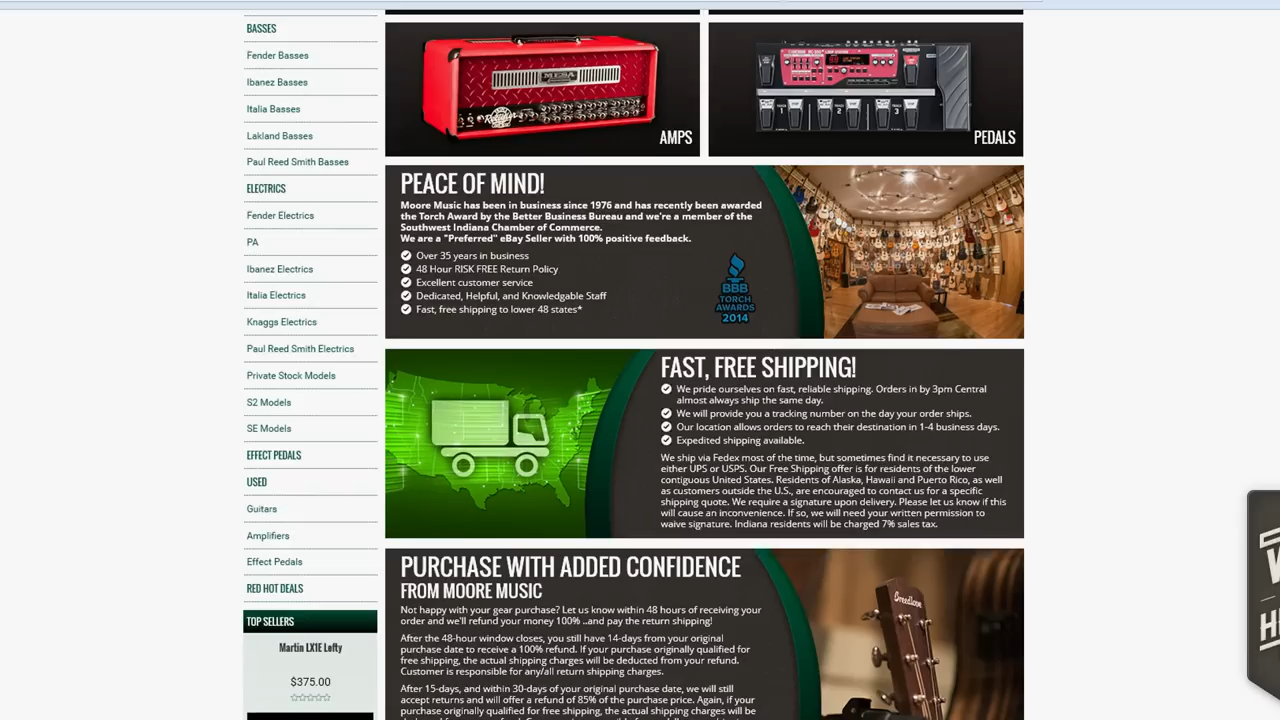 BASSES
Fender Basses
Ibanez Basses
Italia Basses
Lakland Basses
Paul Reed Smith Basses
ELECTRICS
Fender Electrics
PA
Ibanez Electrics
Italia Electrics
Knaggs Electrics
Paul Reed Smith Electrics
Private Stock Models
S2 Models
SE Models
EFFECT PEDALS
USED
Guitars
Amplifiers
Effect Pedals
RED HOT DEALS
TOP SELLERS
Martin LX1E Lefty
$375.00
MESA
AMPS
PEDALS
PEACE OF MIND!
Moore Music has been in business since 1976 and has recently been awarded
the Torch Award by the Better Business Bureau and we're a member of the
Southwest Indiana Chamber of Commerce.
We are a "Preferred" eBay Seller with 100% positive feedback.
Over 35 years in business
48 Hour RISK FREE Return Policy
Excellent customer service
Dedicated, Helpful, and Knowledgable Staff
Fast, free shipping to lower 48 states*
BBB
TORCH
AWARDS
2014
FAST, FREE SHIPPING!
We pride ourselves on fast, reliable shipping. Orders in by 3pm Central
almost always ship the same day.
We will provide you a tracking number on the day your order ships.
Our location allows orders to reach their destination in 1-4 business days.
Expedited shipping available.
We ship via Fedex most of the time, but sometimes find it necessary to use
either UPS or USPS. Our Free Shipping offer is for residents of the lower
contiguous United States. Residents of Alaska, Hawaii and Puerto Rico, as well
as customers outside the U.S., are encouraged to contact us for a specific
shipping quote. We require a signature upon delivery. Please let us know if this
will cause an inconvenience. If so, we will need your written permission to
waive signature. Indiana residents will be charged 7% sales tax.
PURCHASE WITH ADDED CONFIDENCE
FROM MOORE MUSIC
Not happy with your gear purchase? Let us know within 48 hours of receiving your
order and we'll refund your money 100% ..and pay the return shipping!
After the 48-hour window closes, you still have 14-days from your original
purchase date to receive a 100% refund. If your purchase originally qualified for
free shipping, the actual shipping charges will be deducted from your refund.
Customer is responsible for any/all return shipping charges.
After 15-days, and within 30-days of your original purchase date, we will still
accept returns and will offer a refund of 85% of the purchase price. Again, if your
purchase originally qualified for free shipping, the actual shipping charges will be
Breedlove